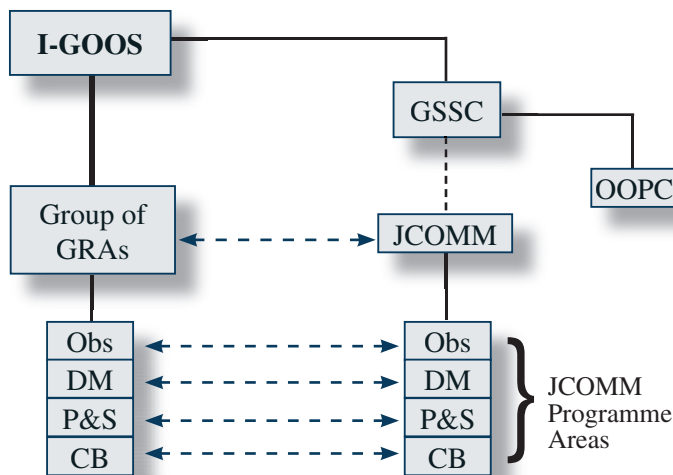 I-GOOS
GSSC
OOPC
Group of
GRAs
JCOMM
Obs
DM
P&S
CB
Obs
DM
P&S
CB
JCOMM
Programme
Areas